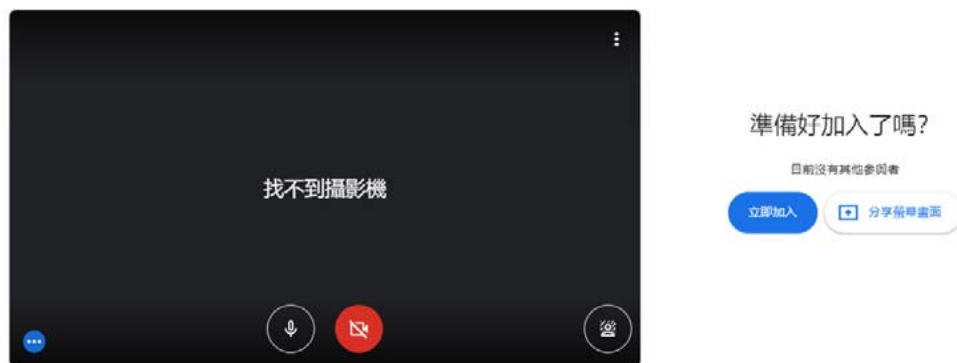 找不到攝影機
準備好加入了嗎?
目前沒有其他參與者
立即加入
分享螢幕畫面